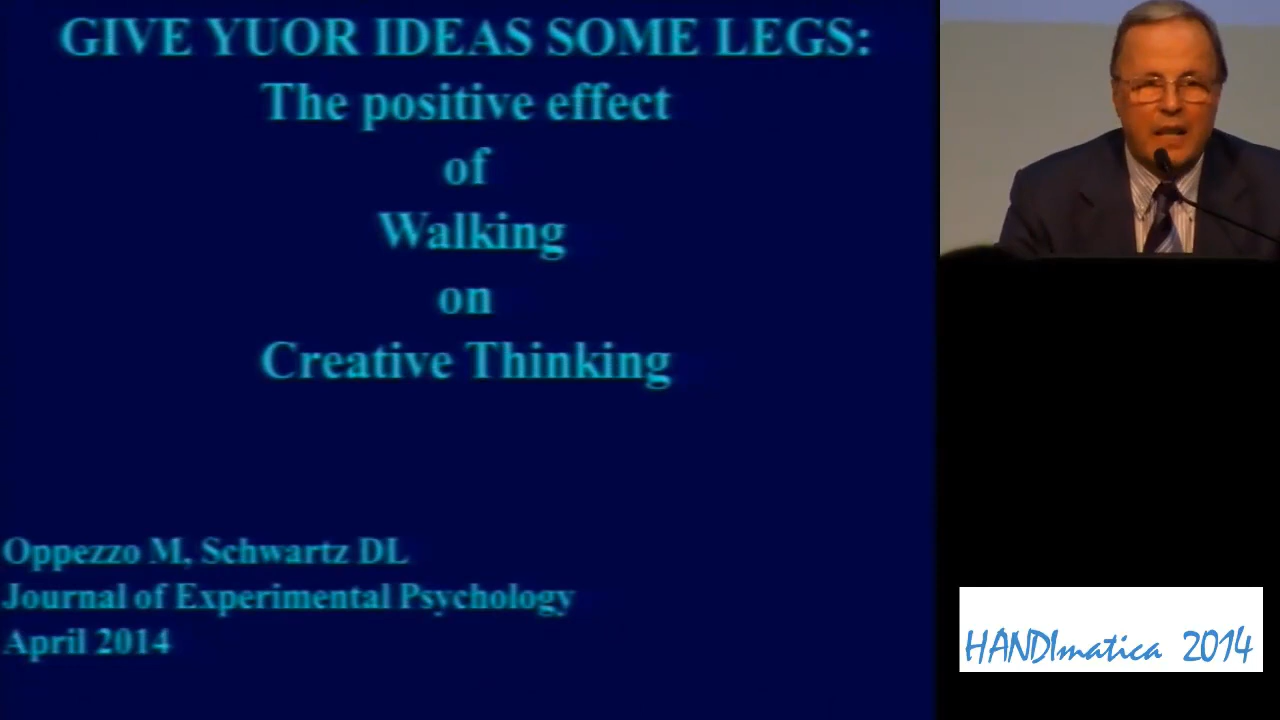 GIVE YUOR IDEAS SOME LEGS:
The positive effect
of
Walking
on
Creative Thinking
Oppezzo M, Schwartz DL
Journal of Experimental Psychology
April 2014
HANDImatica 2014